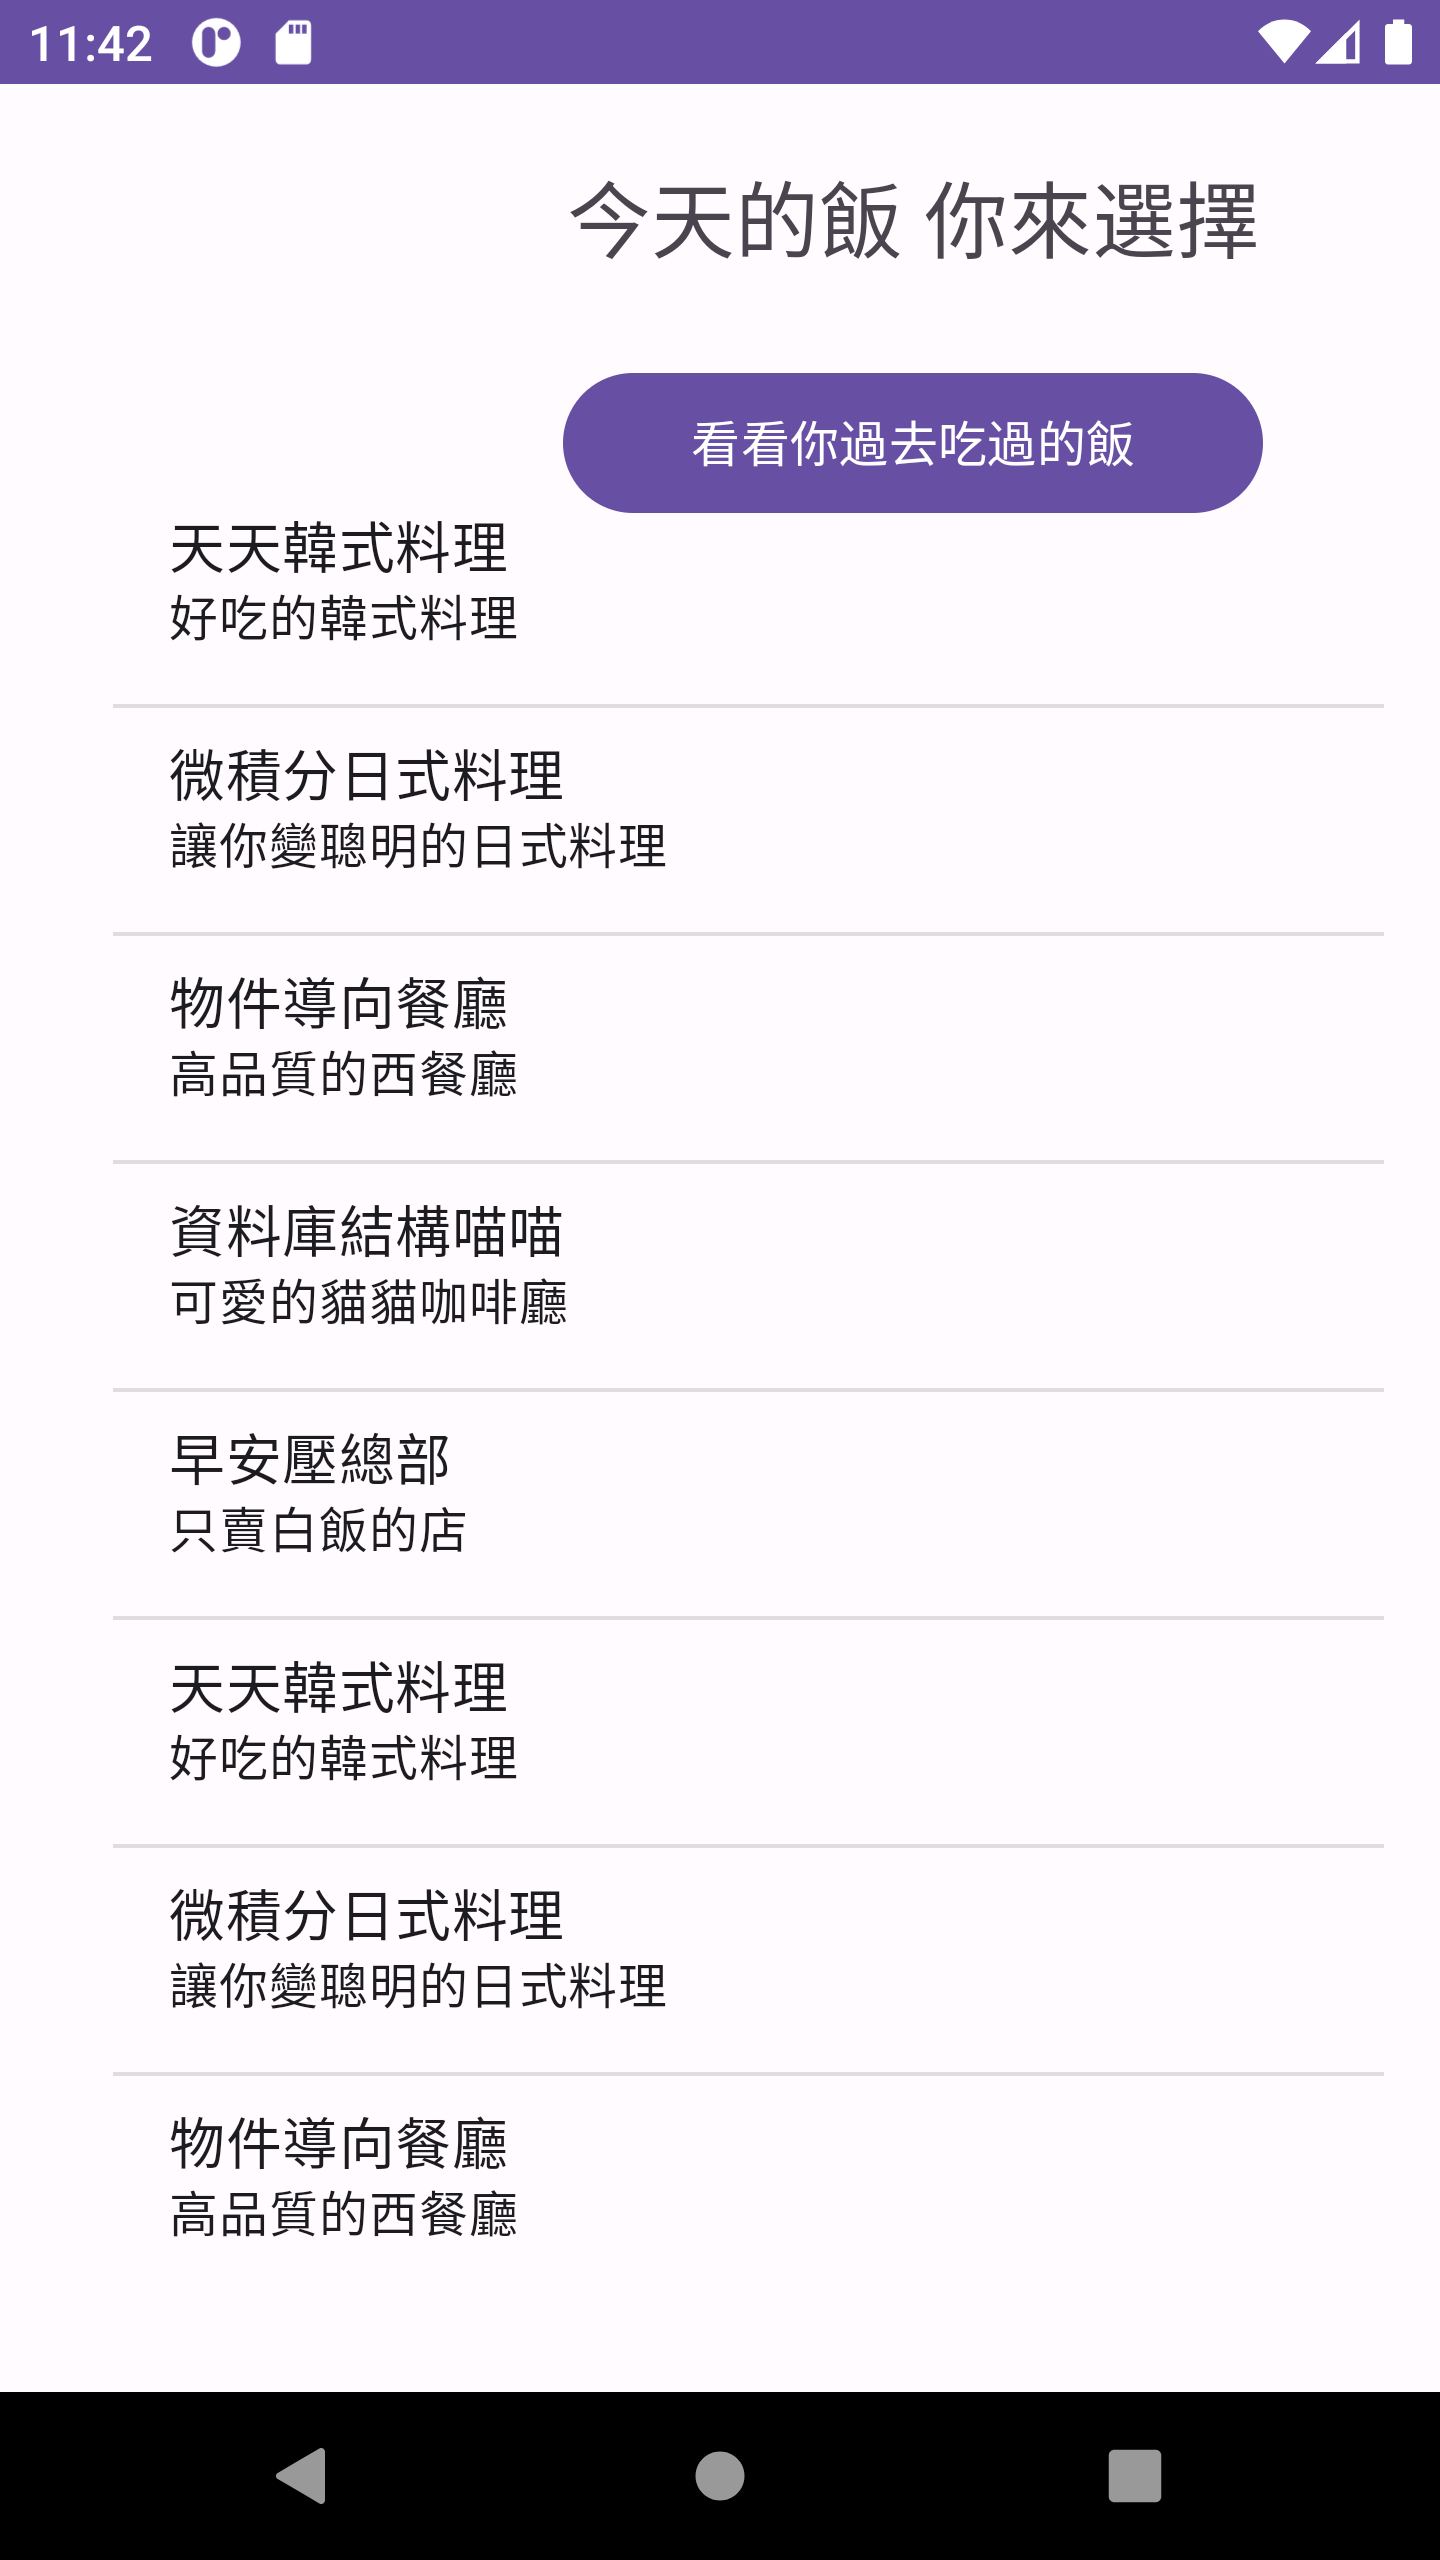 11:42
今天的飯 你來選擇
看看你過去吃過的飯
天天韓式料理
好吃的韓式料理
微積分日式料理
讓你變聰明的日式料理
物件導向餐廳
高品質的西餐廳
資料庫結構喵喵
可愛的貓貓咖啡廳
早安壓總部
只賣白飯的店
天天韓式料理
好吃的韓式料理
微積分日式料理
讓你變聰明的日式料理
物件導向餐廳
高品質的西餐廳